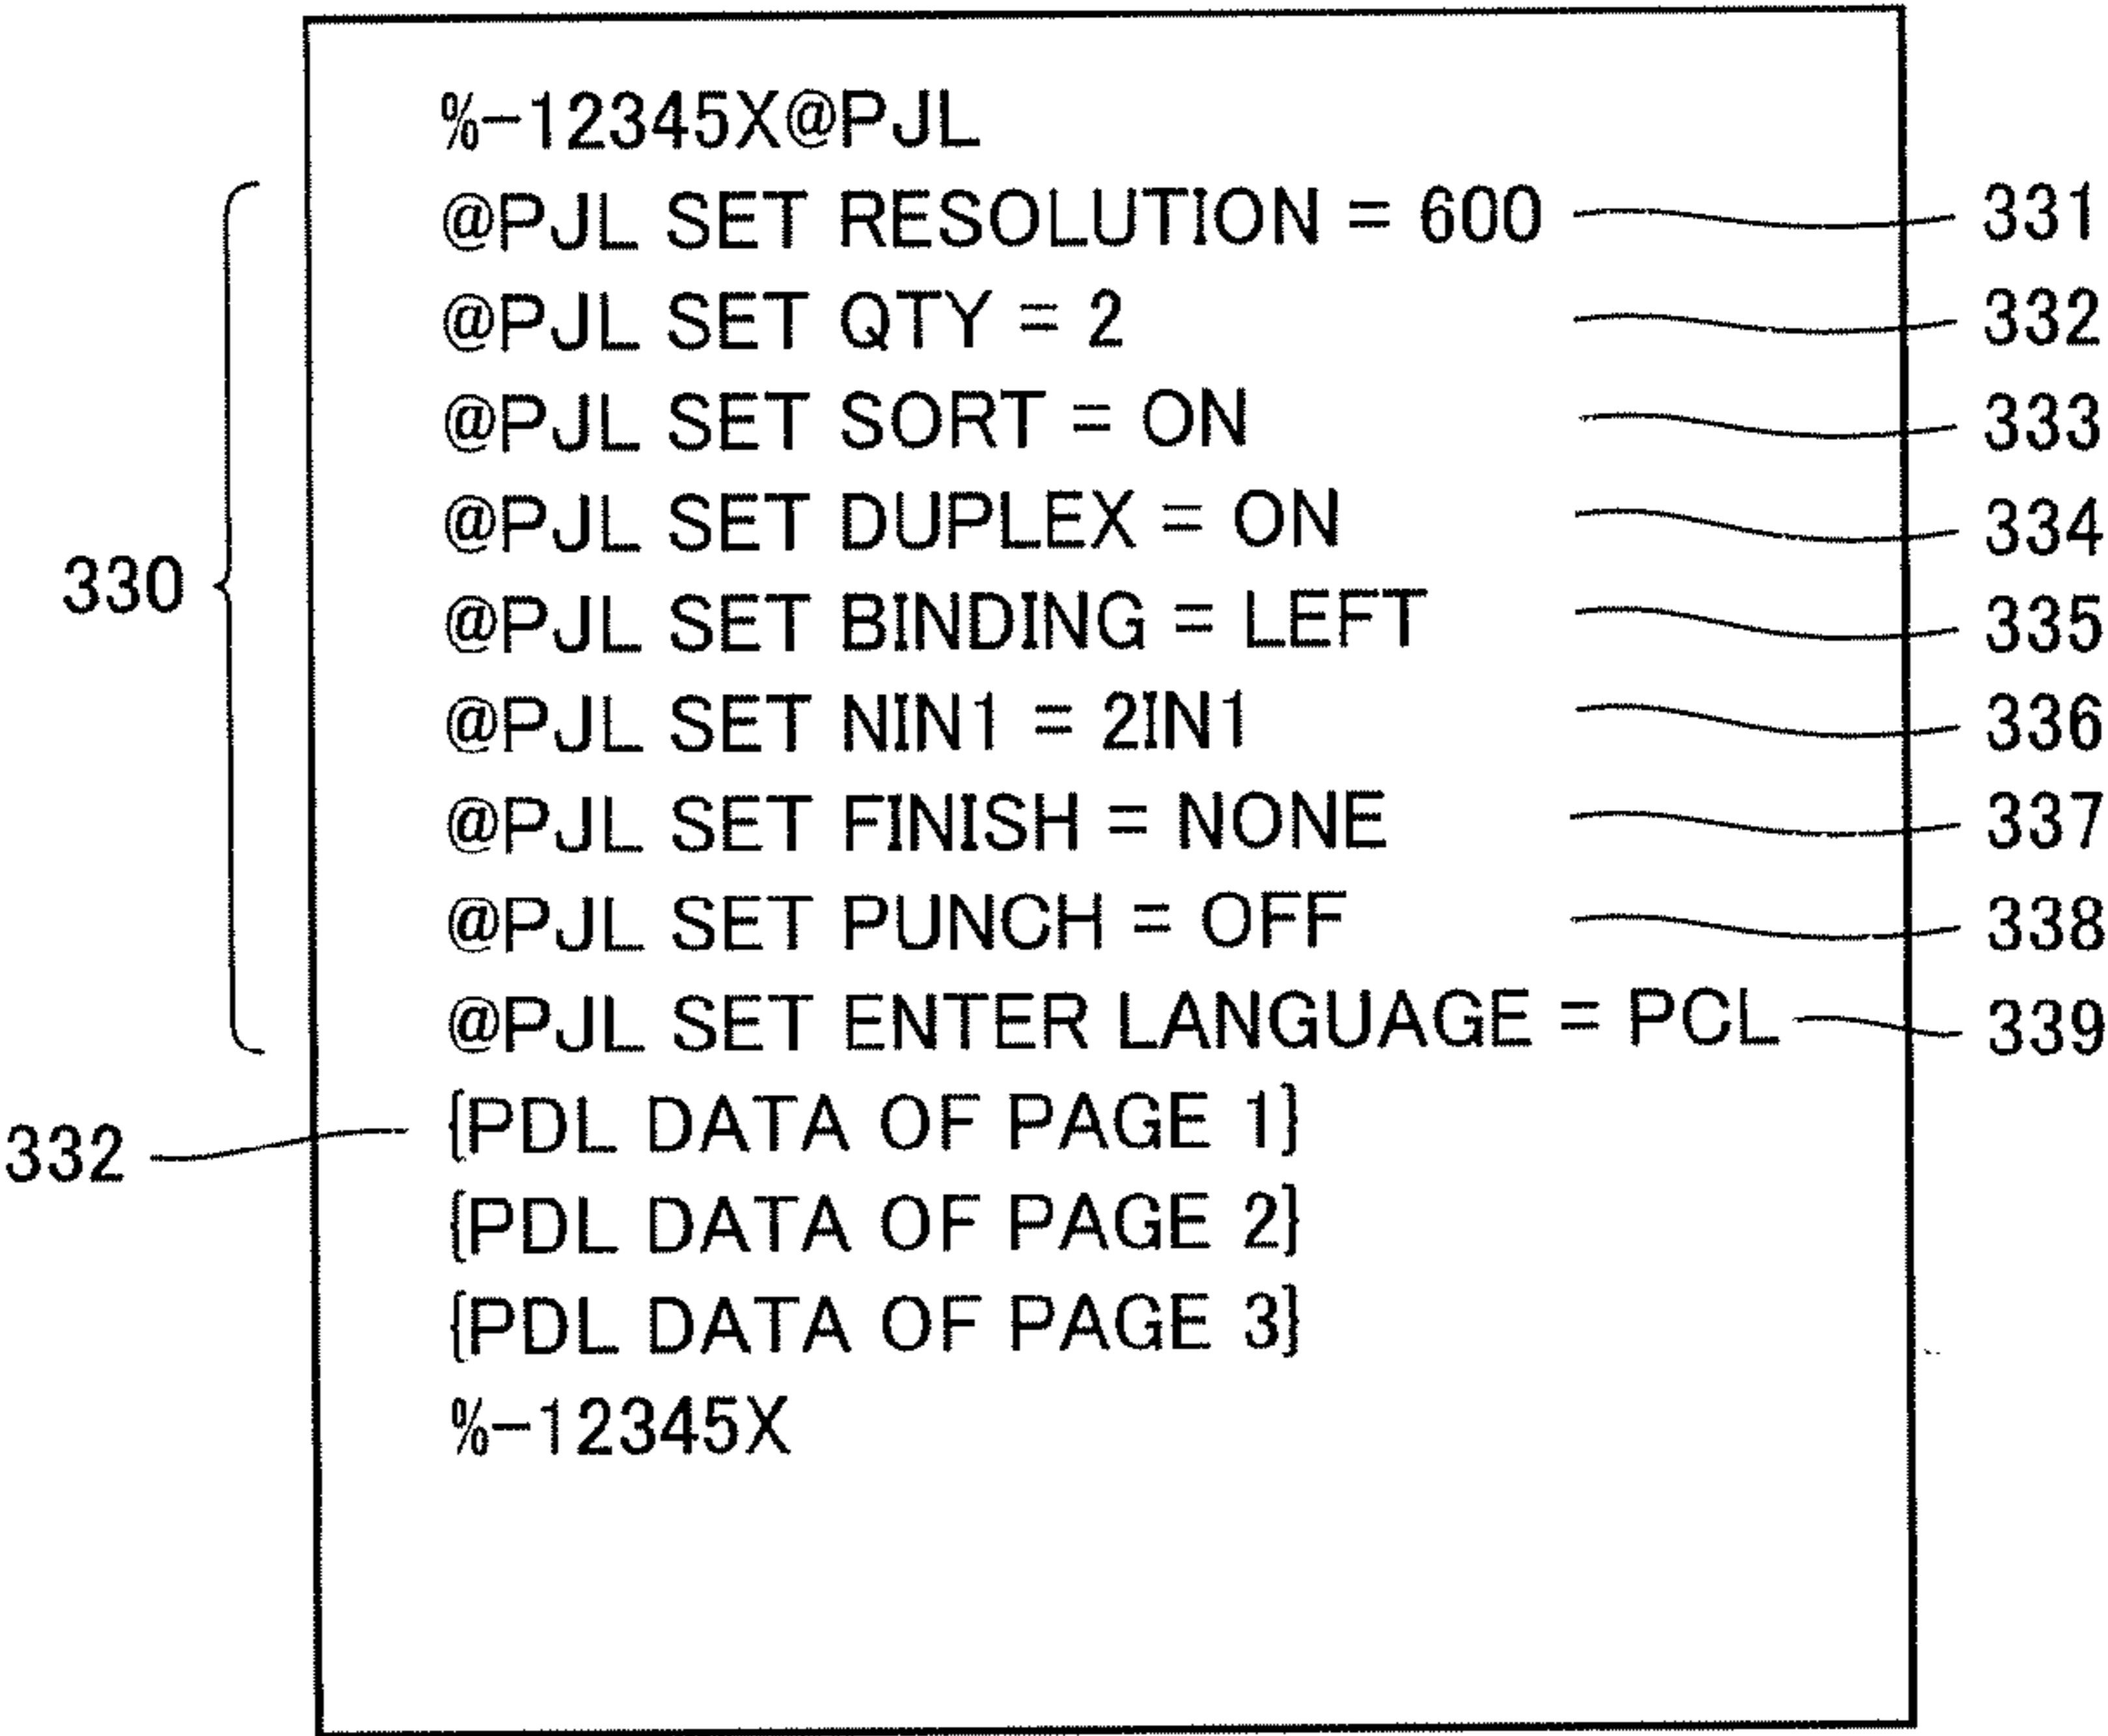 %-12345X@PJL
@PJL SET RESOLUTION = 600 331
@PJL SET QTY = 2 332
@PJL SET SORT = ON 333
@PJL SET DUPLEX = ON 334
330 @PJL SET BINDING = LEFT 335
@PJL SET NIN1 = 2IN1 336
@PJL SET FINISH = NONE 337
@PJL SET PUNCH = OFF 338
@PJL SET ENTER LANGUAGE = PCL 339
332 {PDL DATA OF PAGE 1}
{PDL DATA OF PAGE 2}
{PDL DATA OF PAGE 3}
%-12345X